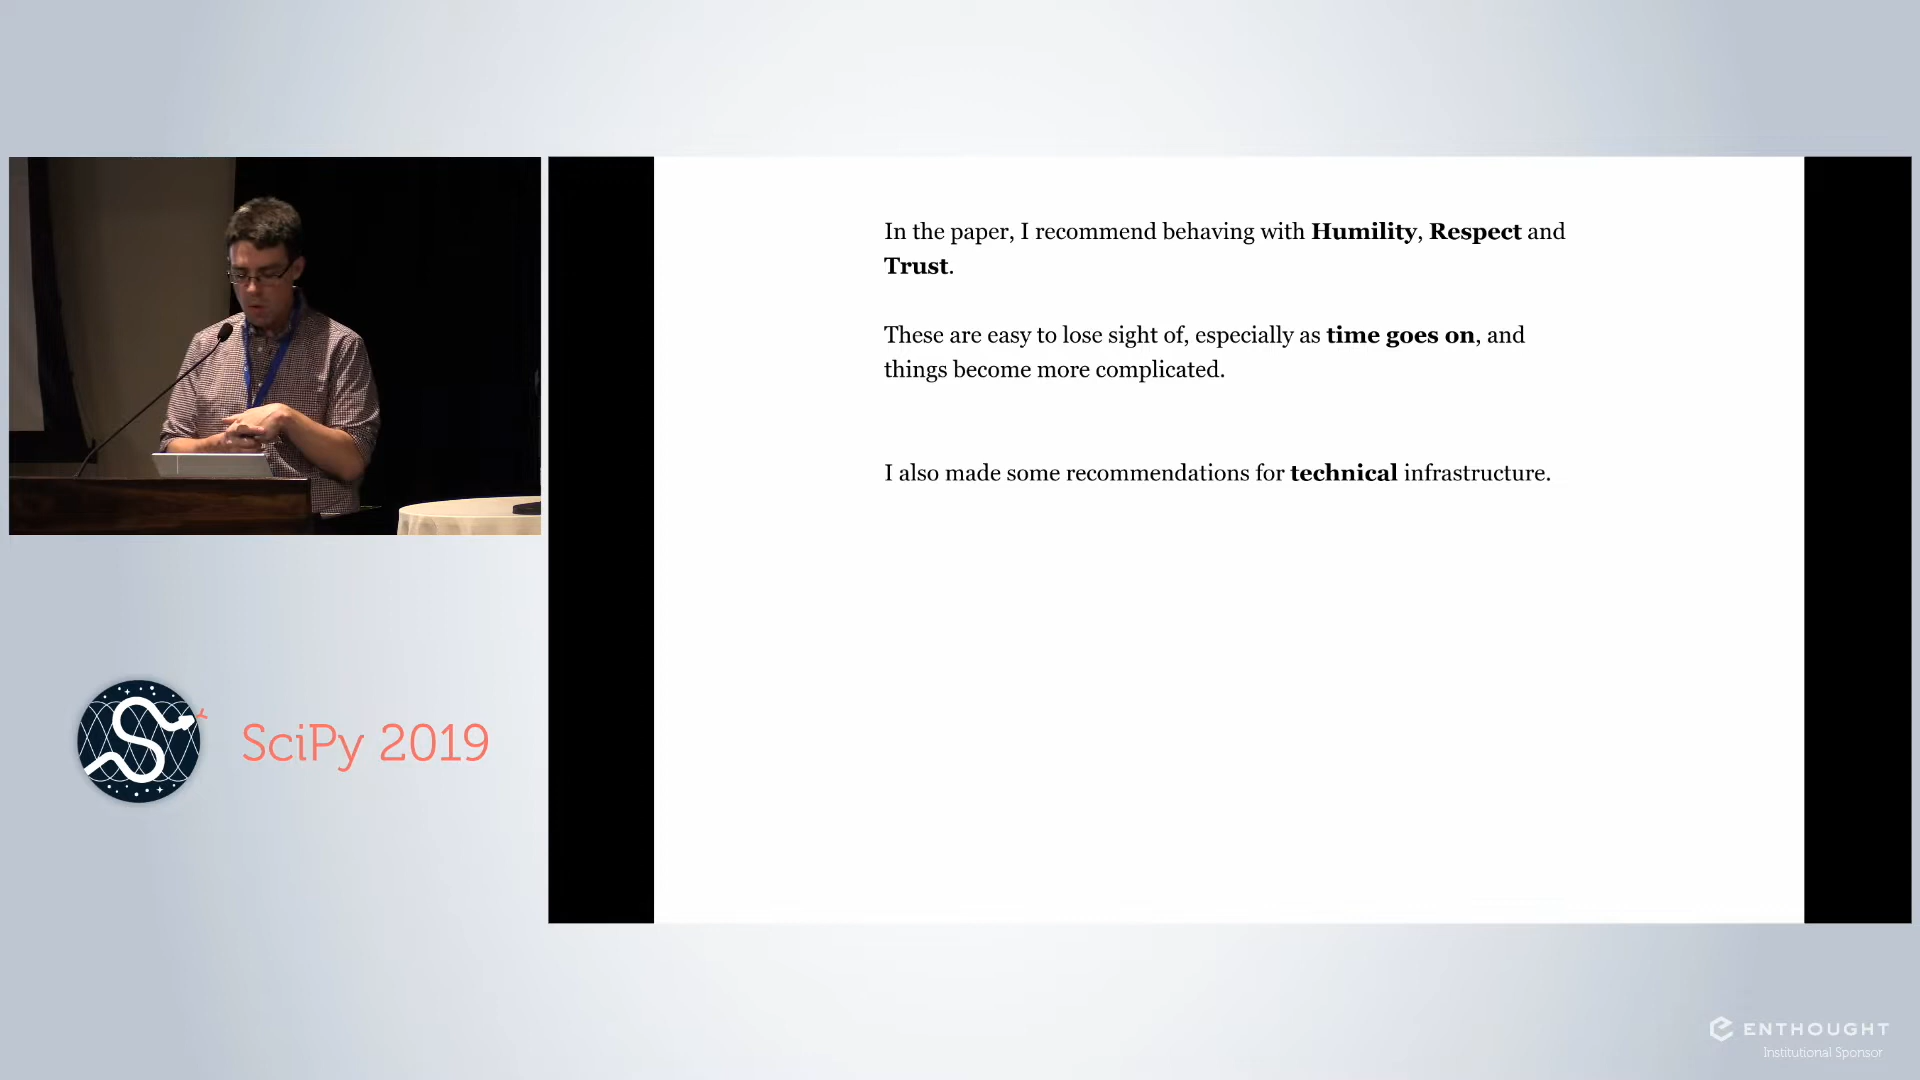 In the paper, I recommend behaving with Humility, Respect and
Trust.
These are easy to lose sight of, especially as time goes on, and
things become more complicated.
I also made some recommendations for technical infrastructure.
SciPy 2019
ENTHOUGHT
Institutional Sponsor